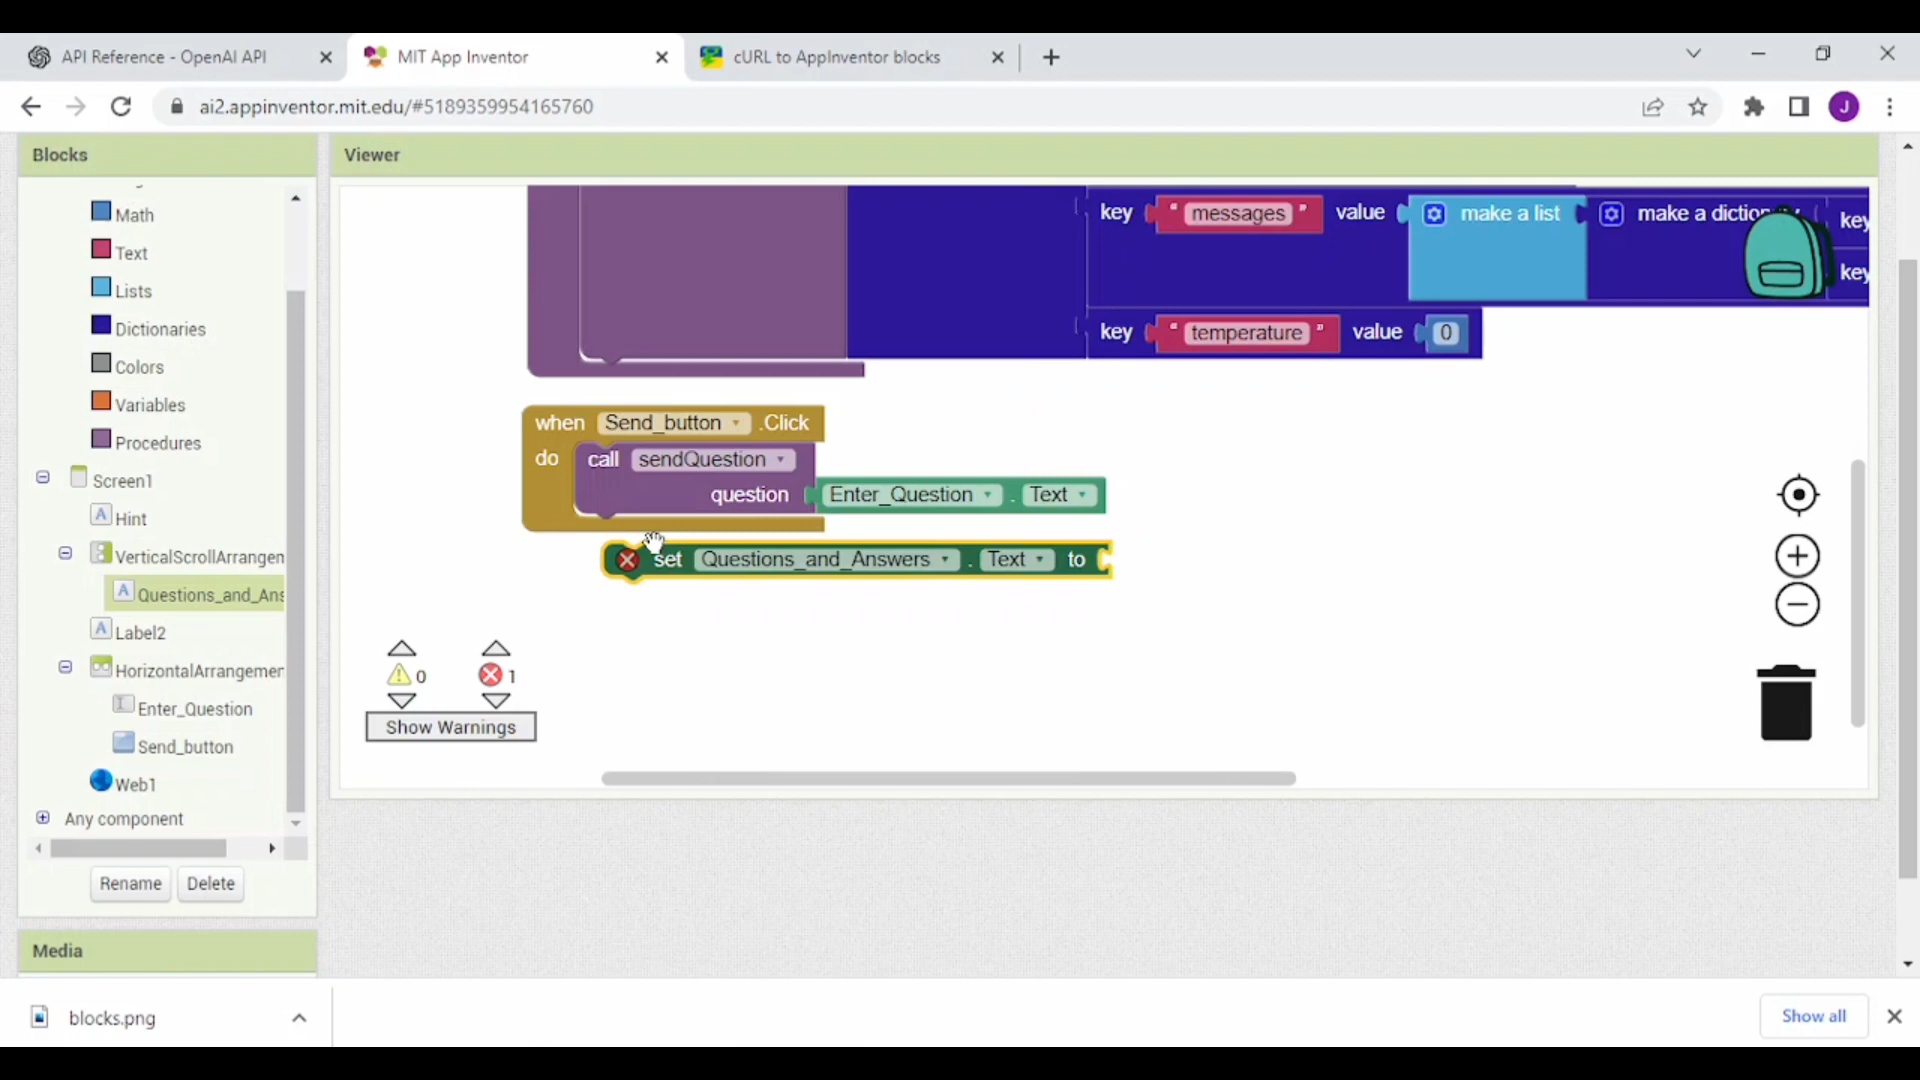 API Reference - OpenAI API
MIT App Inventor
cURL to AppInventor blocks
ai2.appinventor.mit.edu/#5189359954165760
J
Blocks
Viewer
Math
Text
Lists
Dictionaries
Colors
Variables
Procedures
Screen1
Hint
VerticalScrollArrangen
Questions_and_Ans
Label2
HorizontalArrangemer
Enter_Question
Send_button
Web1
Any component
Rename
Delete
Media
key " messages " value make a list make a dictio key
key
key " temperature " value 0
when Send_button .Click
do call sendQuestion
question Enter_Question . Text
set Questions_and_Answers . Text to
0 1
Show Warnings
blocks.png
Show all